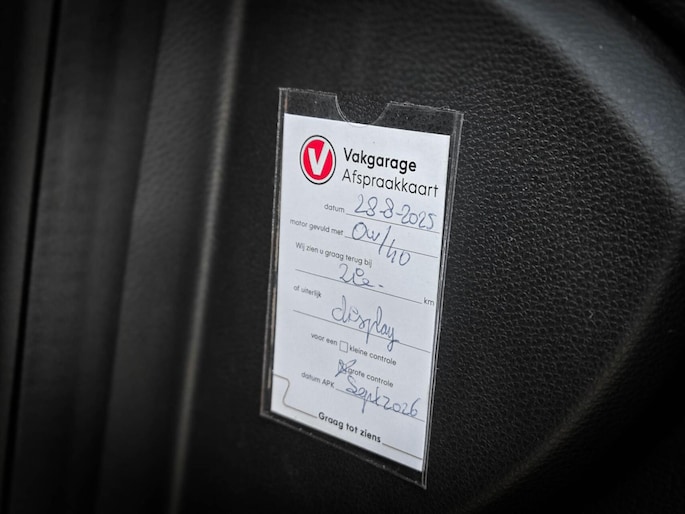 V
Vakgarage
Afspraakkaart
datum 28-8-2025
motor gevuld met 0w/40
Wij zien u graag terug bij
zie - km
of uiterlijk
display
voor een kleine controle
grote controle
datum APK Sept 2026
Graag tot ziens